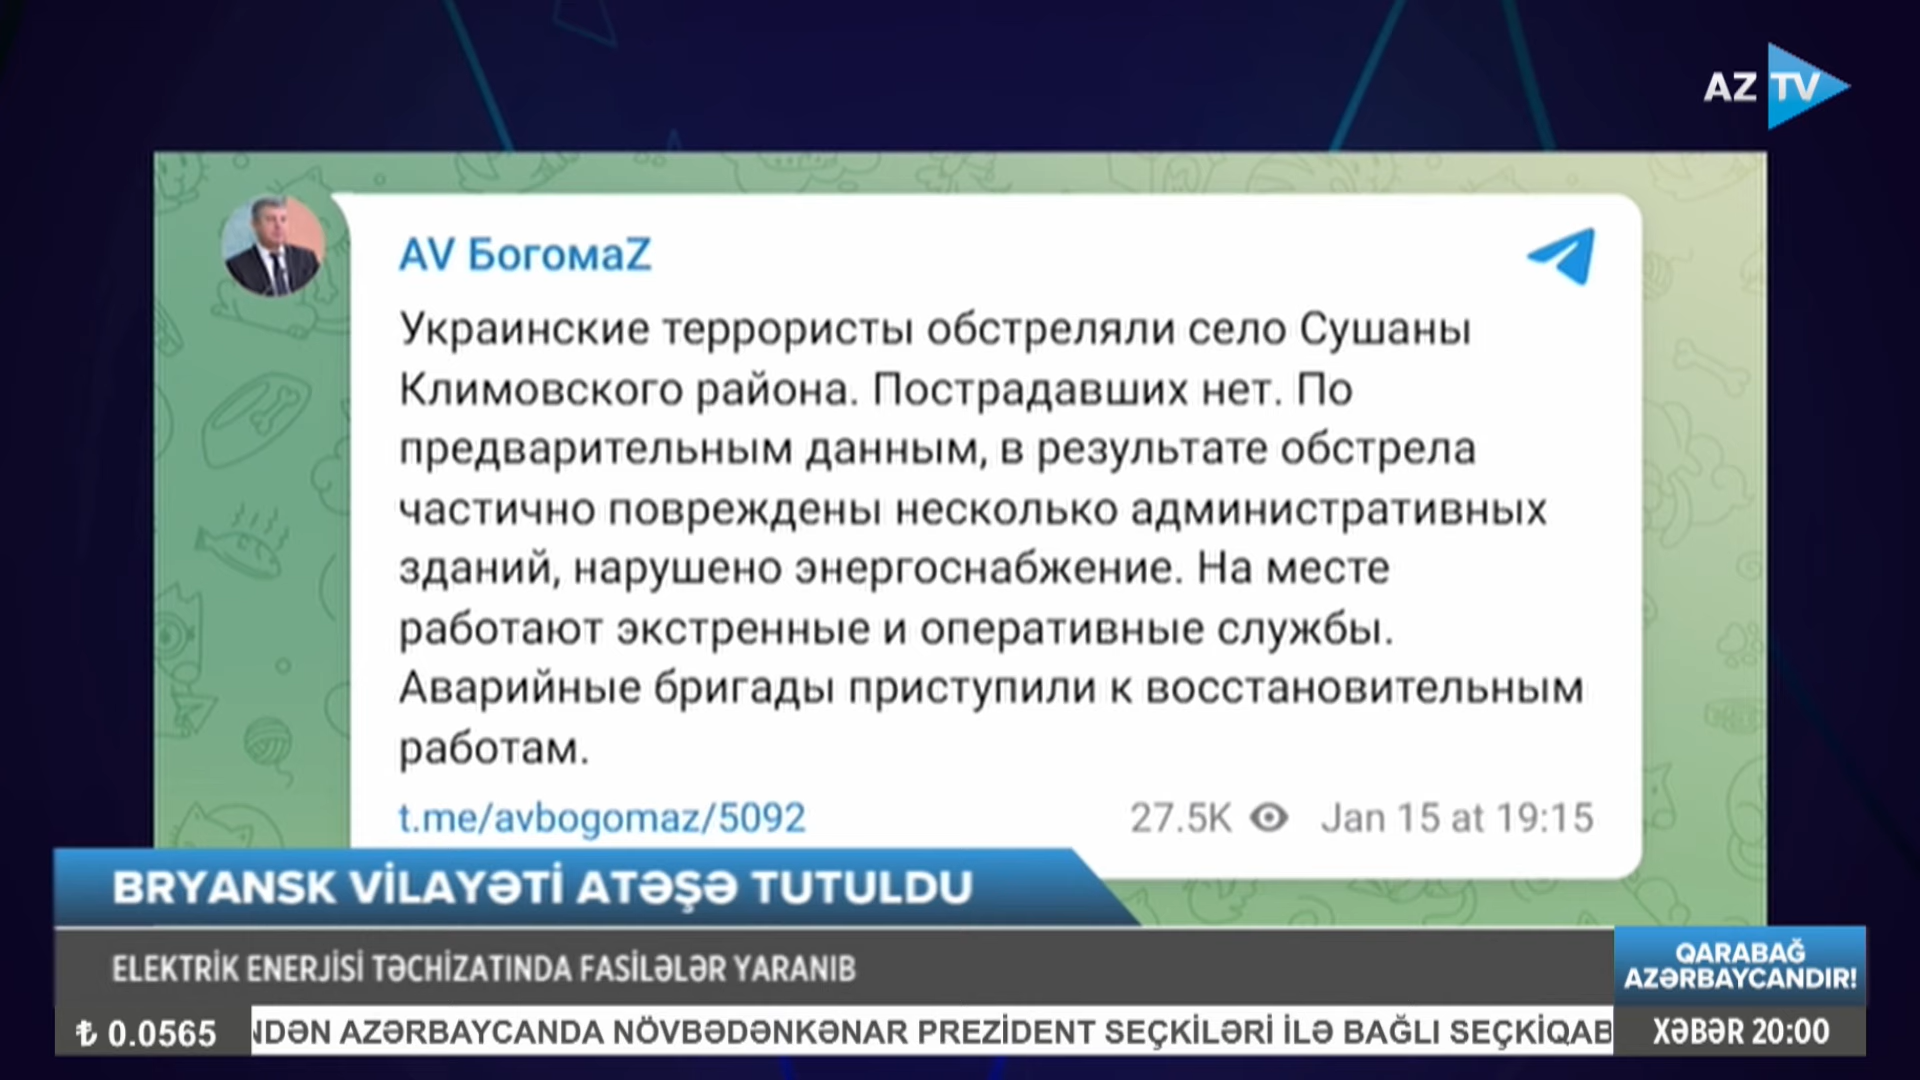 AZ TV
AV БогомаZ
Украинские террористы обстреляли село Сушаны
Климовского района. Пострадавших нет. По
предварительным данным, в результате обстрела
частично повреждены несколько административных
зданий, нарушено энергоснабжение. На месте
работают экстренные и оперативные службы.
Аварийные бригады приступили к восстановительным
работам.
t.me/avbogomaz/5092 27.5K Jan 15 at 19:15
BRYANSK VİLAYƏTİ ATƏŞƏ TUTULDU
ELEKTRİK ENERJİSİ TƏCHİZATINDA FASİLƏLƏR YARANIB
QARABAĞ
AZƏRBAYCANDIR!
₺ 0.0565 NDƏN AZƏRBAYCANDA NÖVBƏDƏNKƏNAR PREZİDENT SEÇKİLƏRİ İLƏ BAĞLI SEÇKİQAB
XƏBƏR 20:00